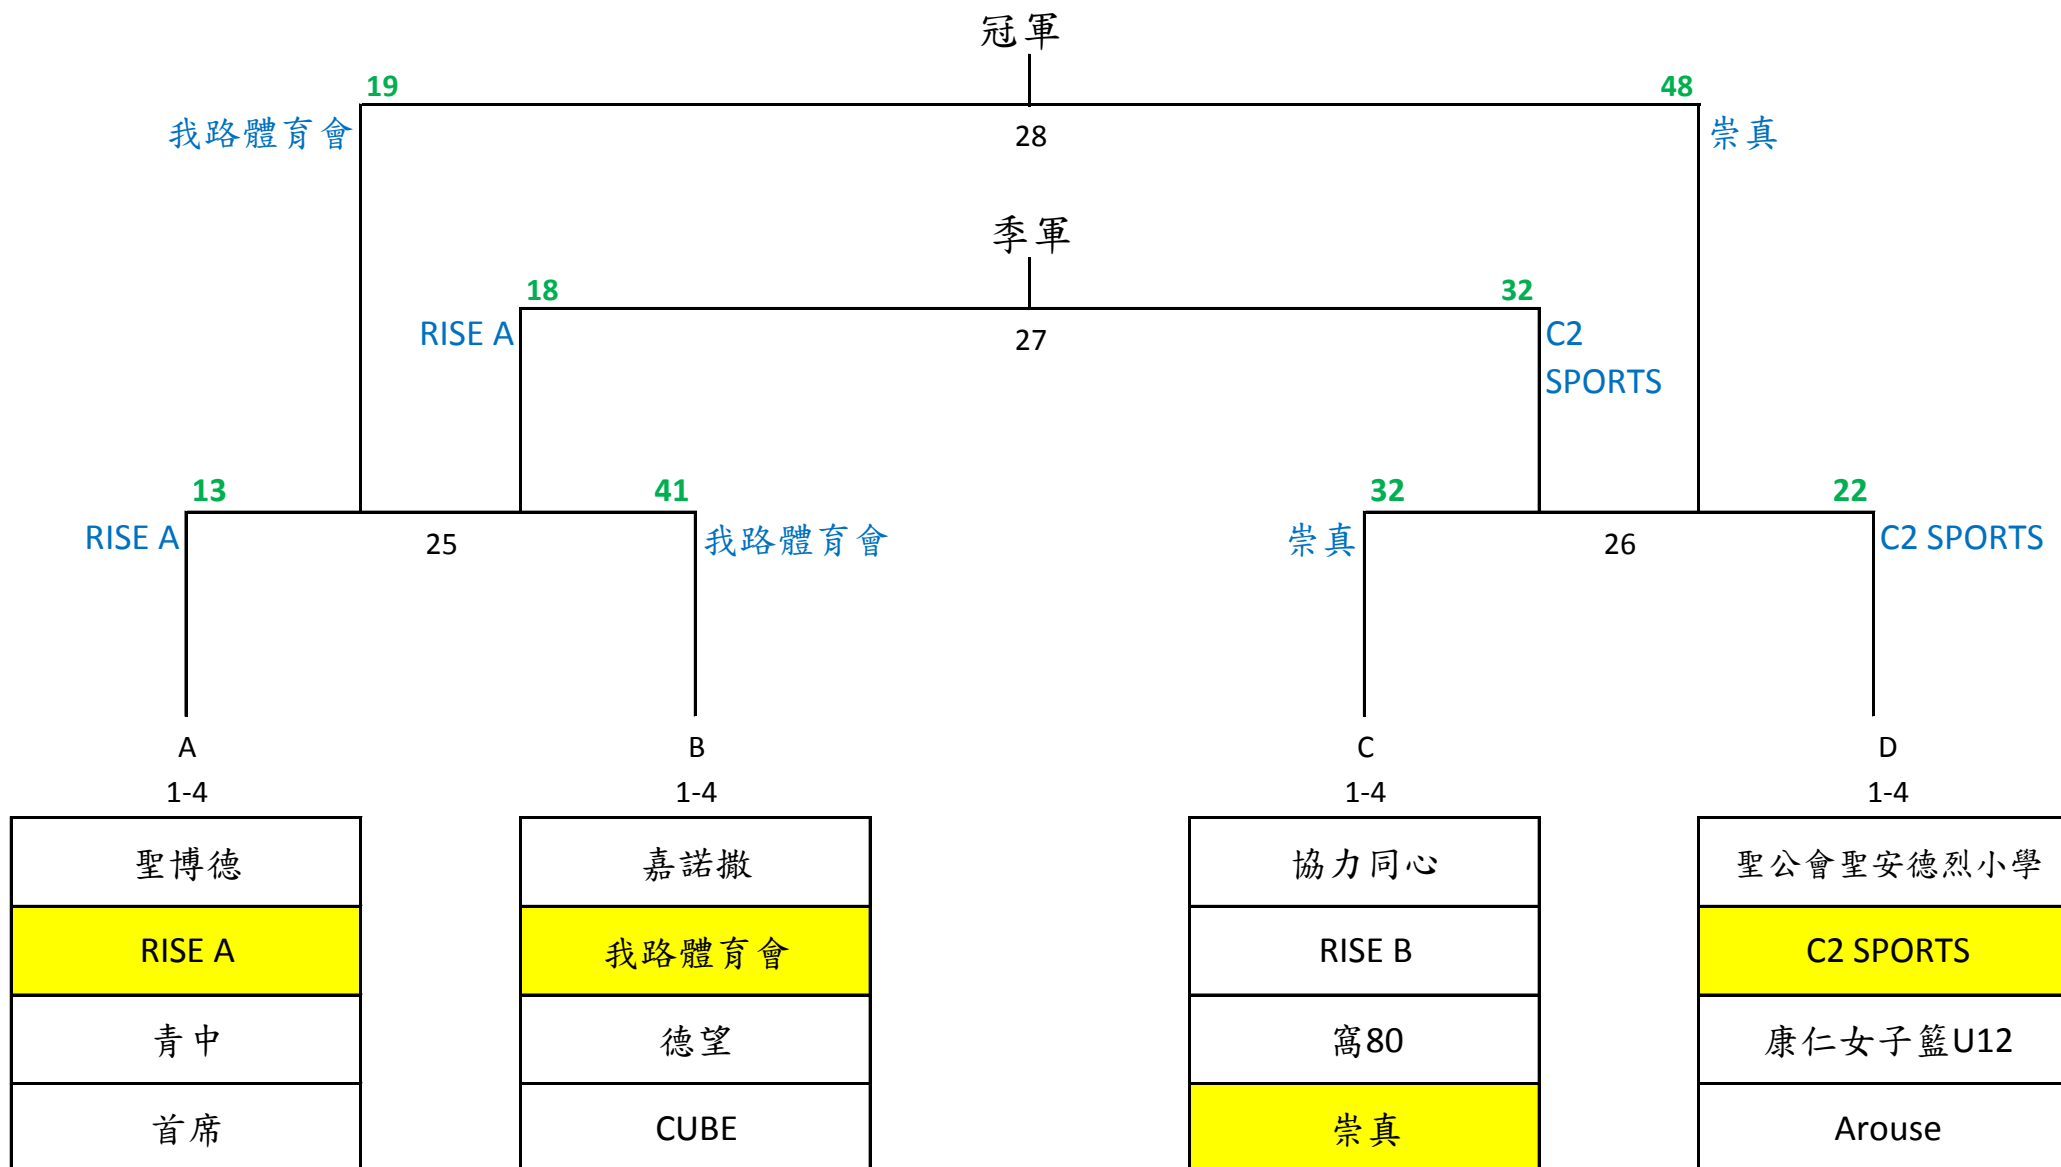 冠軍
19
48
我路體育會
28
崇真
季軍
18
32
RISE A
27
C2
SPORTS
13
41
32
22
RISE A
25
我路體育會
崇真
26
C2 SPORTS
A
B
C
D
1-4
1-4
1-4
1-4
聖博德
嘉諾撒
協力同心
聖公會聖安德烈小學
RISE A
我路體育會
RISE B
C2 SPORTS
青中
德望
窩80
康仁女子籃U12
首席
CUBE
崇真
Arouse